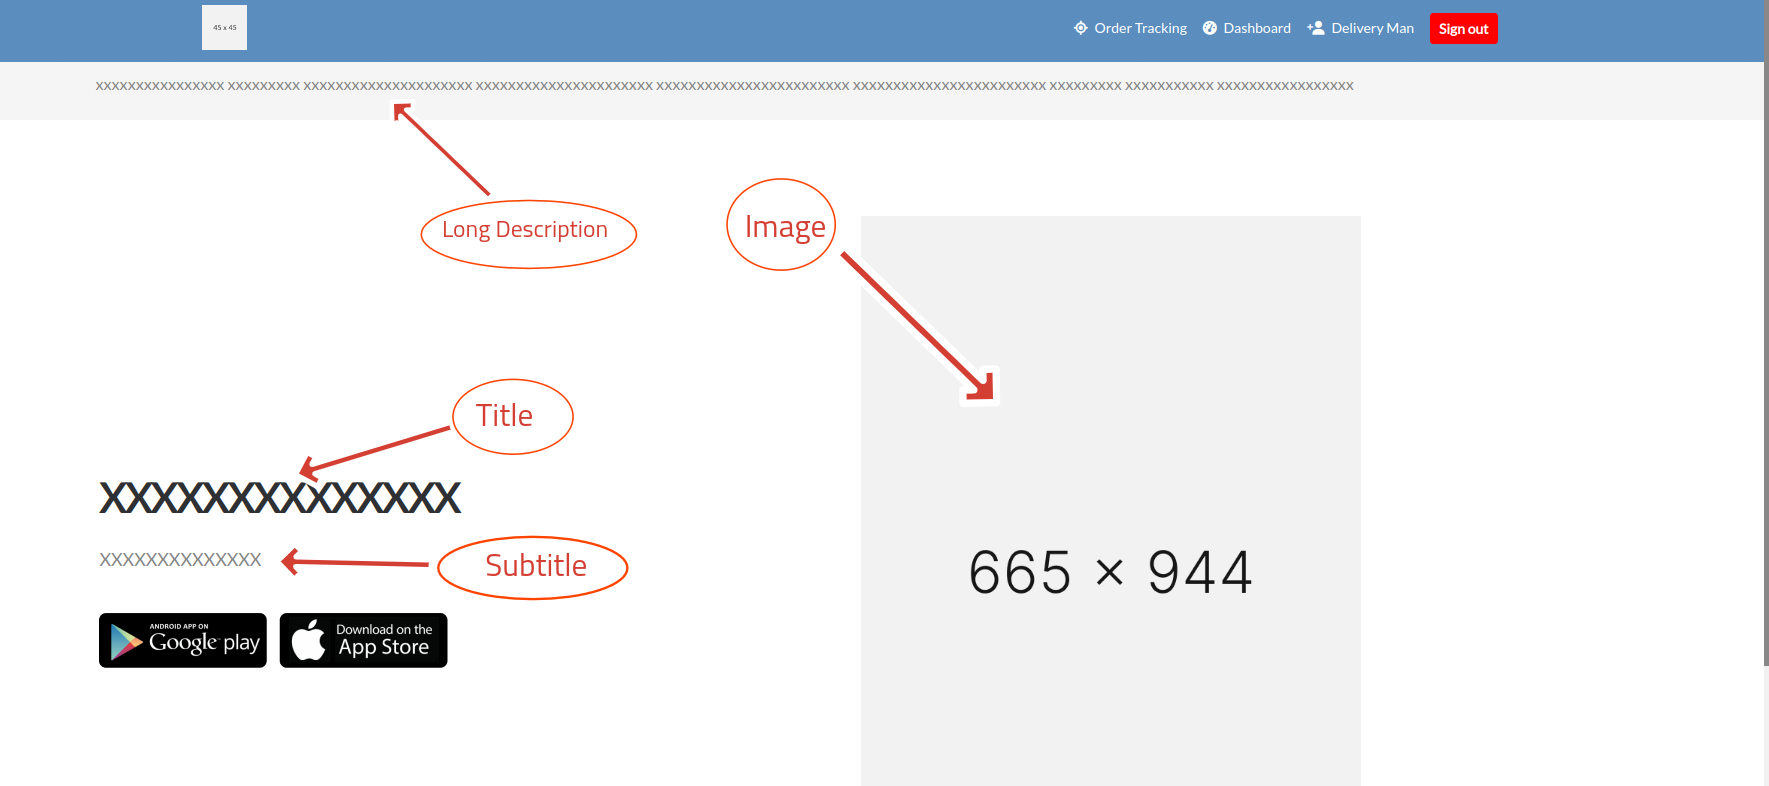 45 x 45
Order Tracking Dashboard Delivery Man Sign out
xxxxxxxxxxxxxxxx xxxxxxxxx xxxxxxxxxxxxxxxxxxxxx xxxxxxxxxxxxxxxxxxxxxx xxxxxxxxxxxxxxxxxxxxxxxx xxxxxxxxxxxxxxxxxxxxxxxx xxxxxxxxx xxxxxxxxxxx xxxxxxxxxxxxxxxxx
Long Description
Image
Title
XXXXXXXXXXXXXX
XXXXXXXXXXXXXX
Subtitle
ANDROID APP ON
Google play
Download on the
App Store
665 × 944